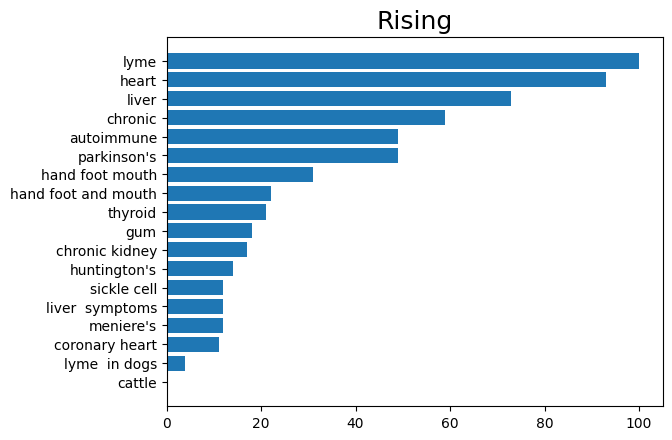 Rising
lyme
heart
liver
chronic
autoimmune
parkinson's
hand foot mouth
hand foot and mouth
thyroid
gum
chronic kidney
huntington's
sickle cell
liver  symptoms
meniere's
coronary heart
lyme  in dogs
cattle
0 20 40 60 80 100